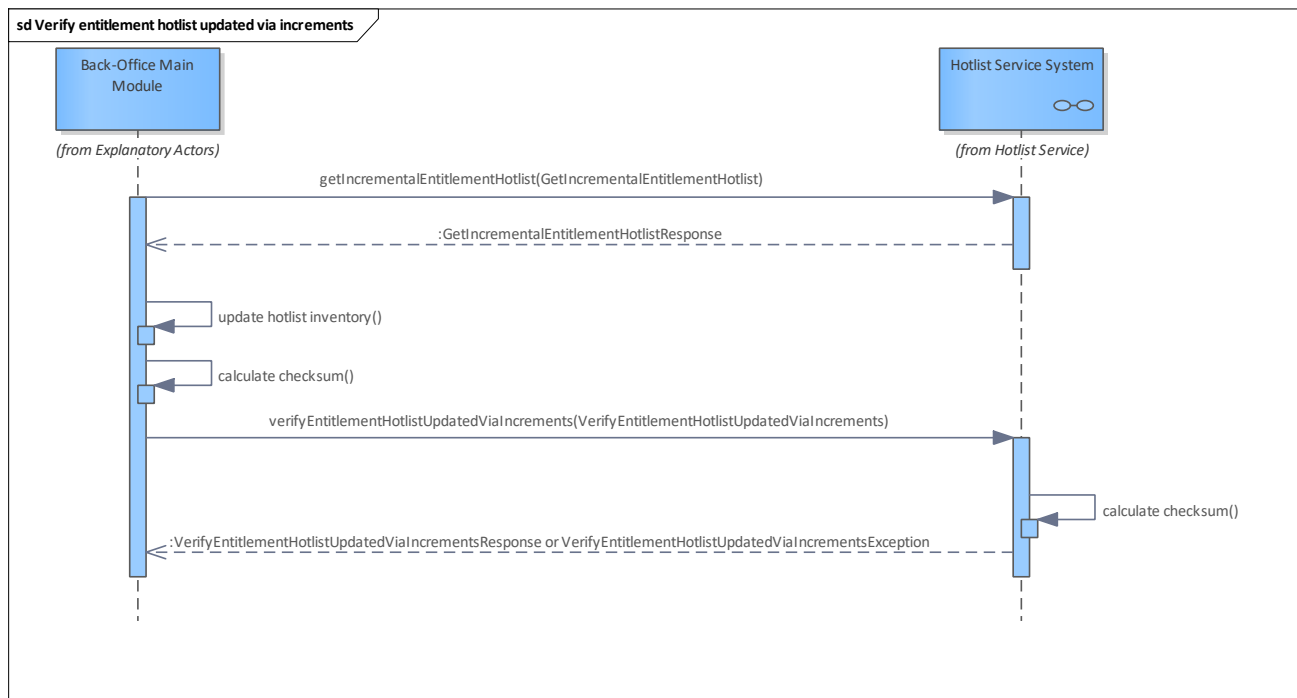 sd Verify entitlement hotlist updated via increments
Back-Office Main
Module
Hotlist Service System
(from Explanatory Actors)
(from Hotlist Service)
getIncrementalEntitlementHotlist(GetIncrementalEntitlementHotlist)
:GetIncrementalEntitlementHotlistResponse
update hotlist inventory()
calculate checksum()
verifyEntitlementHotlistUpdatedViaIncrements(VerifyEntitlementHotlistUpdatedViaIncrements)
calculate checksum()
:VerifyEntitlementHotlistUpdatedViaIncrementsResponse or VerifyEntitlementHotlistUpdatedViaIncrementsException